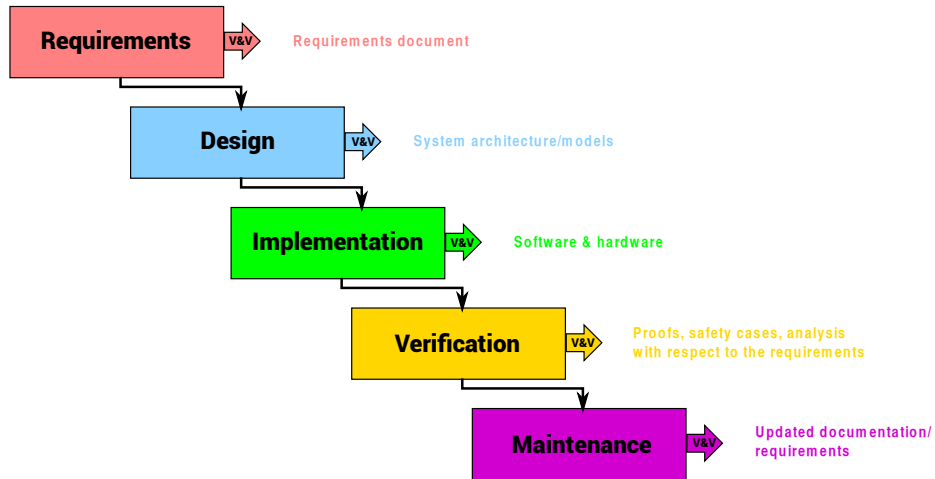 Requirements
V&V
Requirements document
Design
V&V
System architecture/models
Implementation
V&V
Software & hardware
Verification
V&V
Proofs, safety cases, analysis
with respect to the requirements
Maintenance
V&V
Updated documentation/
requirements